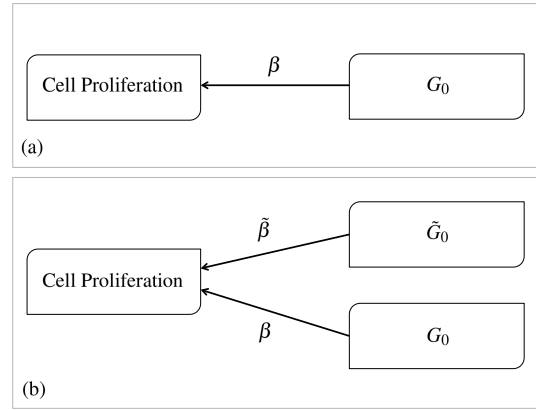 β
Cell Proliferation
G₀
(a)
β̃
G̃₀
Cell Proliferation
β
G₀
(b)